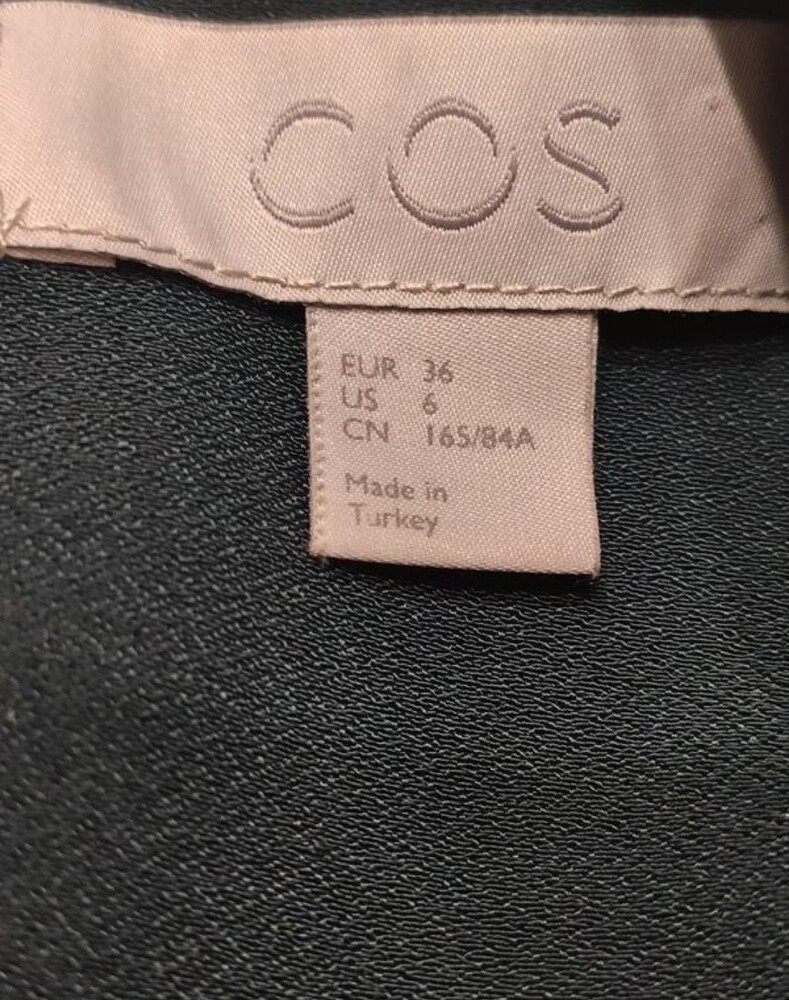 COS
EUR 36
US 6
CN 165/84A
Made in
Turkey